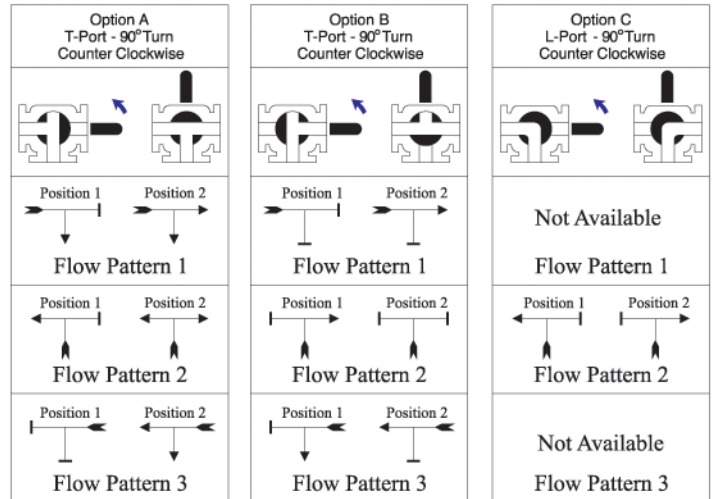 Option A
T-Port - 90° Turn
Counter Clockwise
Option B
T-Port - 90° Turn
Counter Clockwise
Option C
L-Port - 90° Turn
Counter Clockwise
Position 1 Position 2
Flow Pattern 1
Position 1 Position 2
Flow Pattern 1
Not Available
Flow Pattern 1
Position 1 Position 2
Flow Pattern 2
Position 1 Position 2
Flow Pattern 2
Position 1 Position 2
Flow Pattern 2
Position 1 Position 2
Flow Pattern 3
Position 1 Position 2
Flow Pattern 3
Not Available
Flow Pattern 3